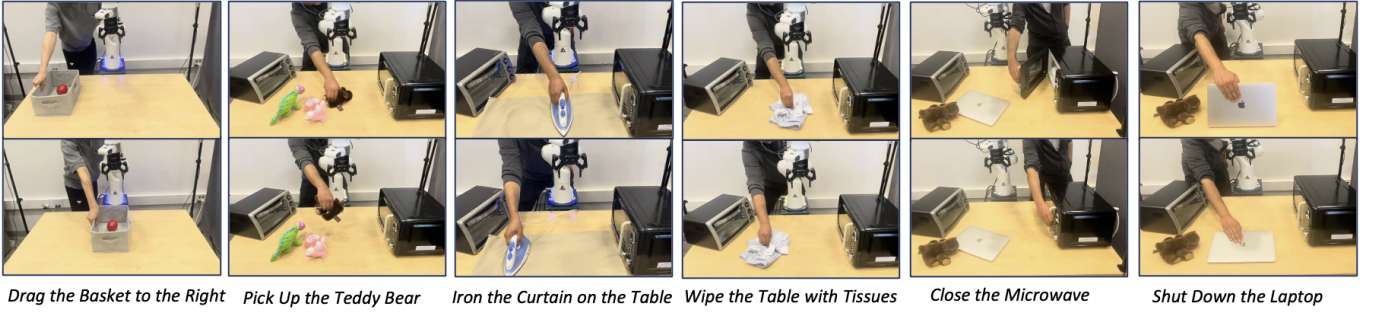 Drag the Basket to the Right
Pick Up the Teddy Bear
Iron the Curtain on the Table
Wipe the Table with Tissues
Close the Microwave
Shut Down the Laptop